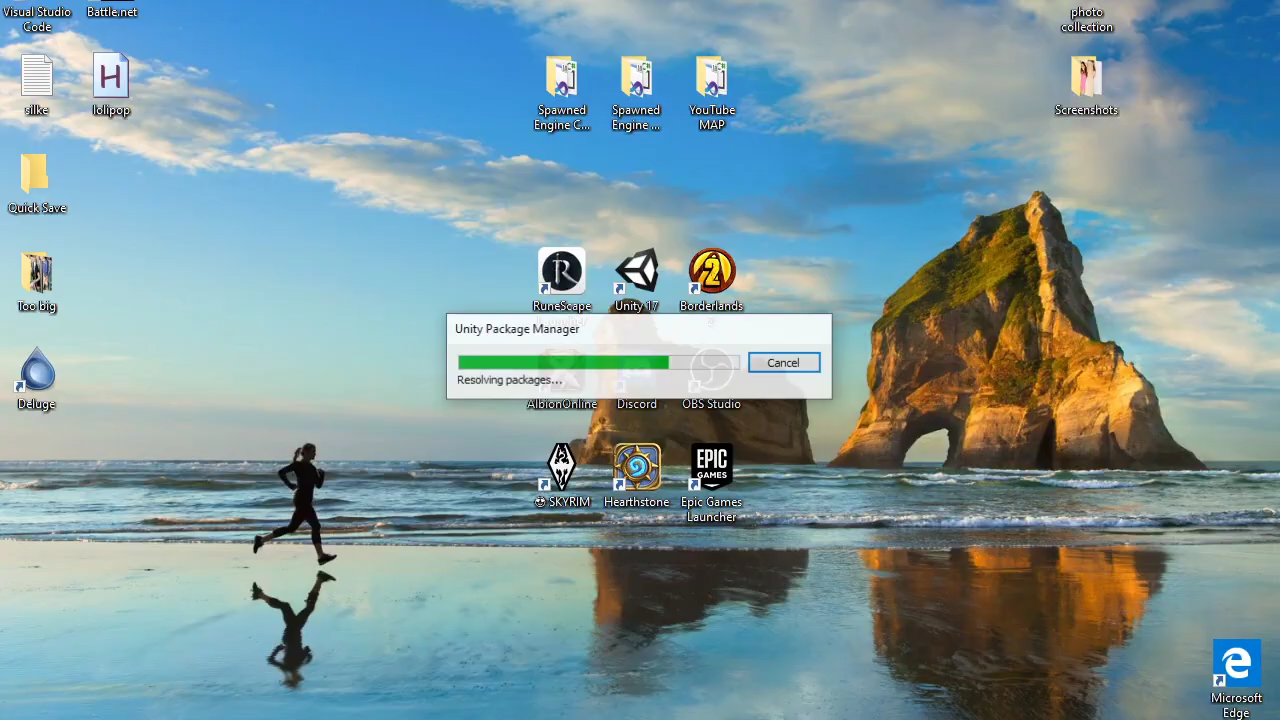 Visual Studio
Code
Battle.net
photo
collection
silke
lolipop
Spawned
Engine C...
Spawned
Engine ...
YouTube
MAP
Screenshots
Quick Save
Too big
RuneScape
Unity 17
Borderlands
Unity Package Manager
Cancel
Resolving packages...
Deluge
AlbionOnline
Discord
OBS Studio
EPIC
GAMES
SKYRIM
Hearthstone
Epic Games
Launcher
Microsoft
Edge